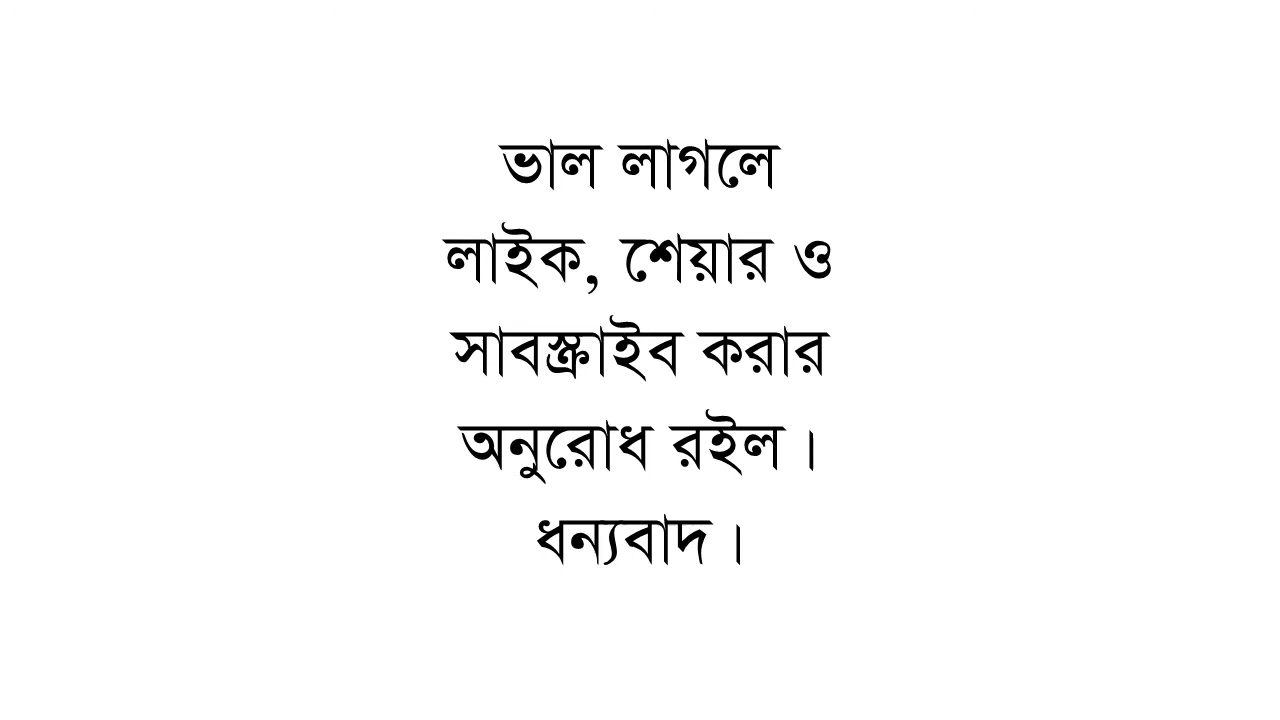 ভাল লাগলে
লাইক, শেয়ার ও
সাবস্ক্রাইব করার
অনুরোধ রইল।
ধন্যবাদ।